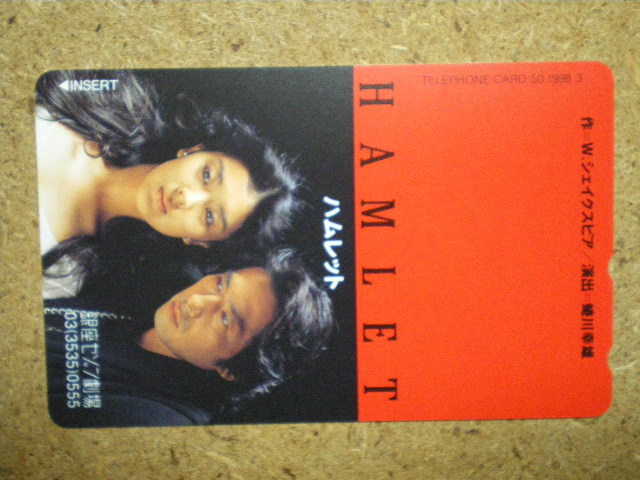 ◀INSERT
TELEPHONE CARD 50 1998.3
作=W.シェイクスピア／演出 蜷川幸雄
HAMLET
ハムレット
銀座セゾン劇場
03(3535)0555